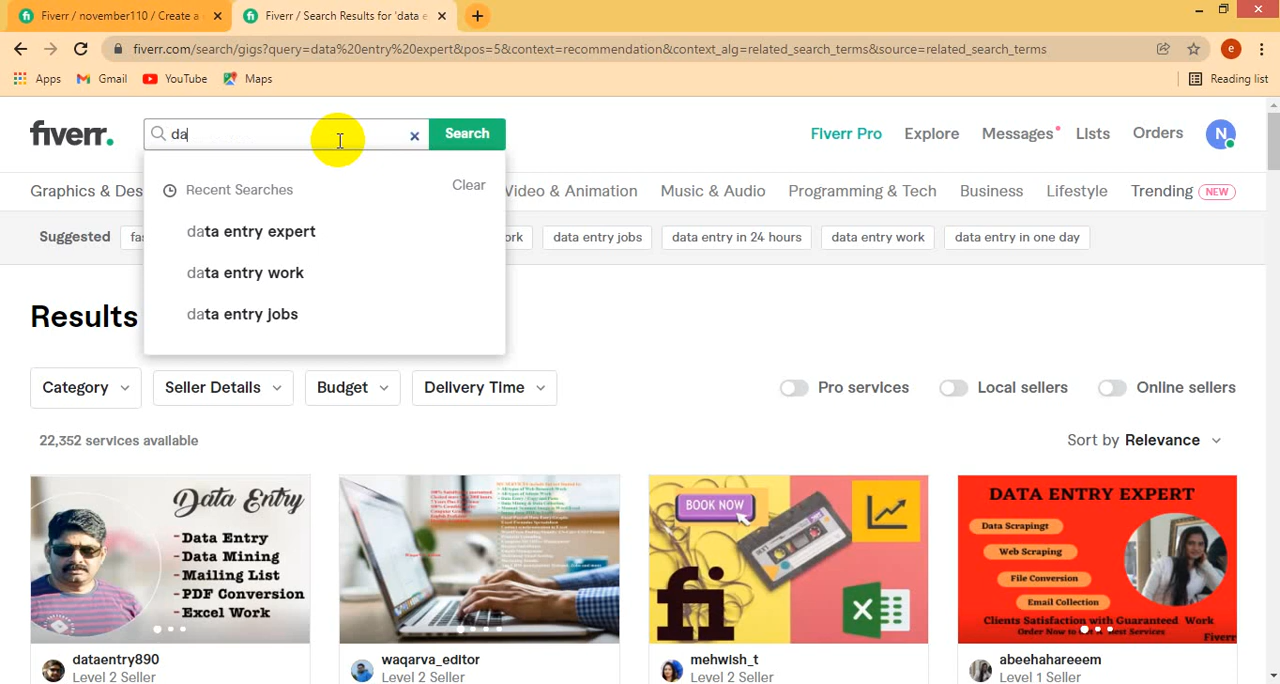 Fiverr / november110 / Create a
Fiverr / Search Results for 'data e
fiverr.com/search/gigs?query=data%20entry%20expert&pos=5&context=recommendation&context_alg=related_search_terms&source=related_search_terms
e
Apps Gmail YouTube Maps Reading list
fiverr.
da
Search
Fiverr Pro Explore Messages Lists Orders N
Recent Searches Clear
data entry expert
data entry work
data entry jobs
Graphics & Des Video & Animation Music & Audio Programming & Tech Business Lifestyle Trending NEW
Suggested fas ork data entry jobs data entry in 24 hours data entry work data entry in one day
Results
Category Seller Details Budget Delivery Time Pro services Local sellers Online sellers
22,352 services available Sort by Relevance
Data Entry
-Data Entry
-Data Mining
-Mailing List
-PDF Conversion
-Excel Work
BOOK NOW
fi
X
DATA ENTRY EXPERT
Data Scrapingt
Web Scraping
File Conversion
Email Collection
Clients Satisfaction with Guaranteed Work
Fiverr
dataentry890
Level 2 Seller
waqarva_editor
Level 2 Seller
mehwish_t
Level 2 Seller
abeehahareeem
Level 1 Seller